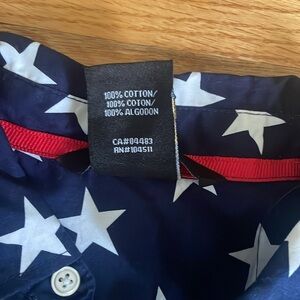 100% COTTON/
100% COTON/
100% ALGODON
CA#04483
RN#104511